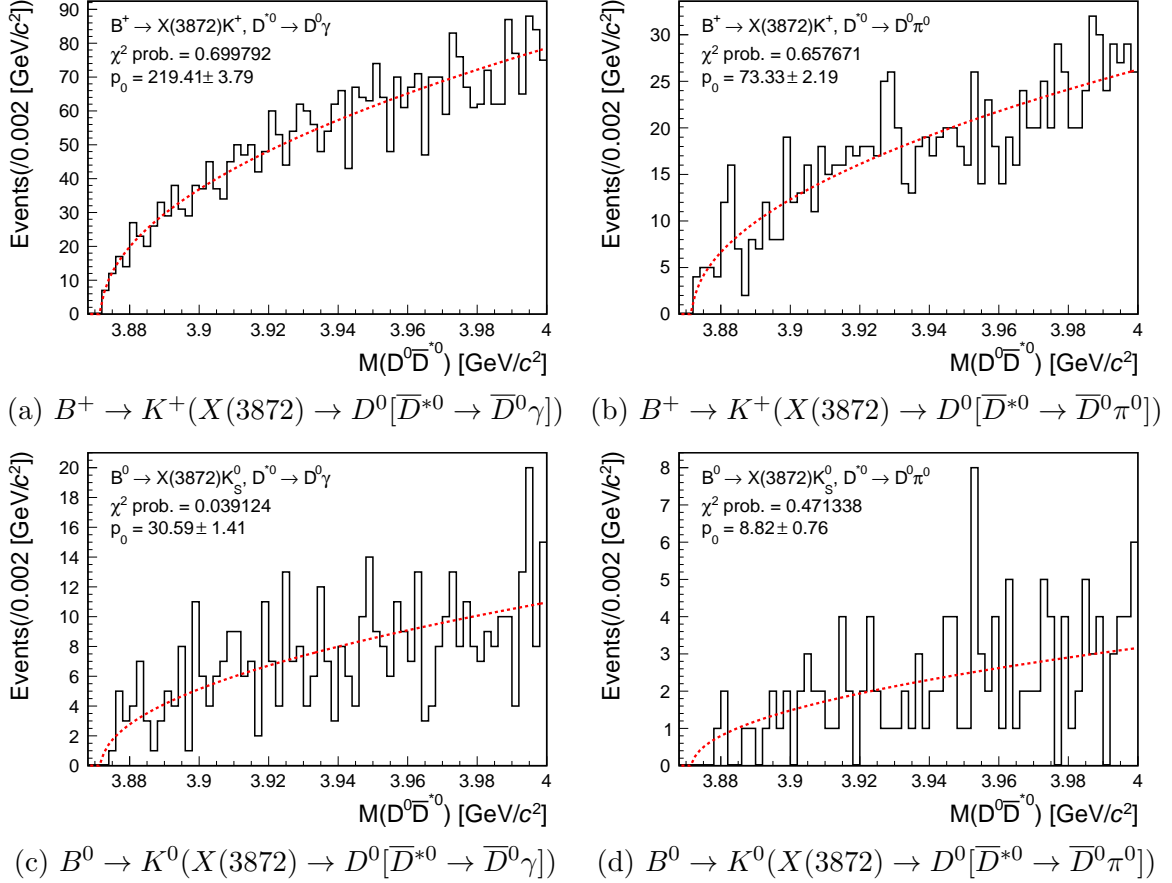 Events(/0.002 [GeV/c²])
90
80
70
60
50
40
30
20
10
0
B⁺ → X(3872)K⁺, D*⁰ → D⁰γ
χ² prob. = 0.699792
p₀ = 219.41± 3.79
3.88 3.9 3.92 3.94 3.96 3.98 4
M(D⁰D̅*⁰) [GeV/c²]
(a) B⁺ → K⁺(X(3872) → D⁰[D̅*⁰ → D̅⁰γ])
Events(/0.002 [GeV/c²])
30
25
20
15
10
5
0
B⁺ → X(3872)K⁺, D*⁰ → D⁰π⁰
χ² prob. = 0.657671
p₀ = 73.33± 2.19
3.88 3.9 3.92 3.94 3.96 3.98 4
M(D⁰D̅*⁰) [GeV/c²]
(b) B⁺ → K⁺(X(3872) → D⁰[D̅*⁰ → D̅⁰π⁰])
Events(/0.002 [GeV/c²])
20
18
16
14
12
10
8
6
4
2
0
B⁰ → X(3872)K_S⁰, D*⁰ → D⁰γ
χ² prob. = 0.039124
p₀ = 30.59± 1.41
3.88 3.9 3.92 3.94 3.96 3.98 4
M(D⁰D̅*⁰) [GeV/c²]
(c) B⁰ → K⁰(X(3872) → D⁰[D̅*⁰ → D̅⁰γ])
Events(/0.002 [GeV/c²])
8
7
6
5
4
3
2
1
0
B⁰ → X(3872)K_S⁰, D*⁰ → D⁰π⁰
χ² prob. = 0.471338
p₀ = 8.82± 0.76
3.88 3.9 3.92 3.94 3.96 3.98 4
M(D⁰D̅*⁰) [GeV/c²]
(d) B⁰ → K⁰(X(3872) → D⁰[D̅*⁰ → D̅⁰π⁰])